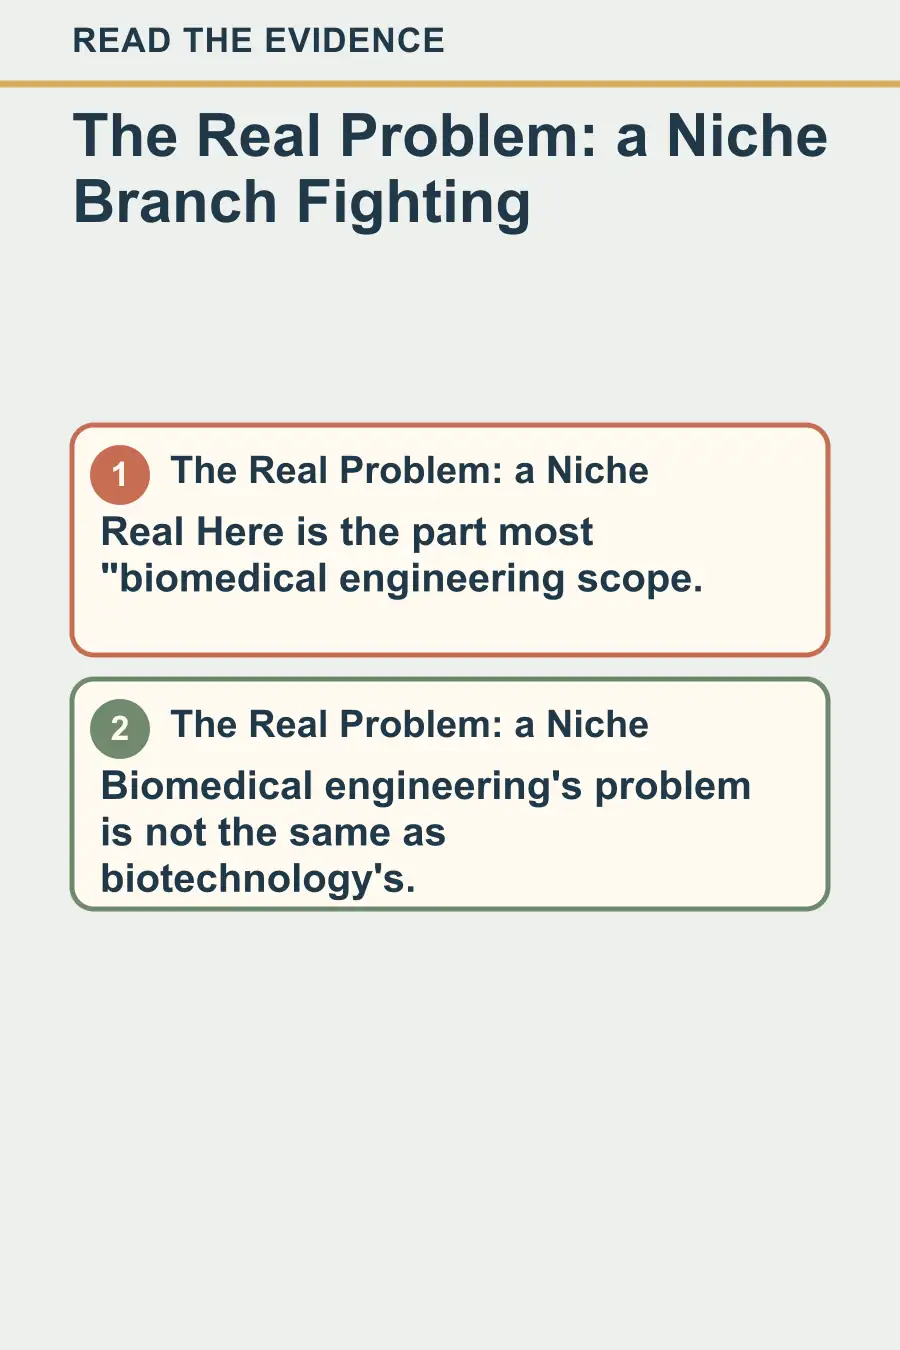 READ THE EVIDENCE
The Real Problem: a Niche
Branch Fighting
1
The Real Problem: a Niche
Real Here is the part most
"biomedical engineering scope.
2
The Real Problem: a Niche
Biomedical engineering's problem
is not the same as
biotechnology's.